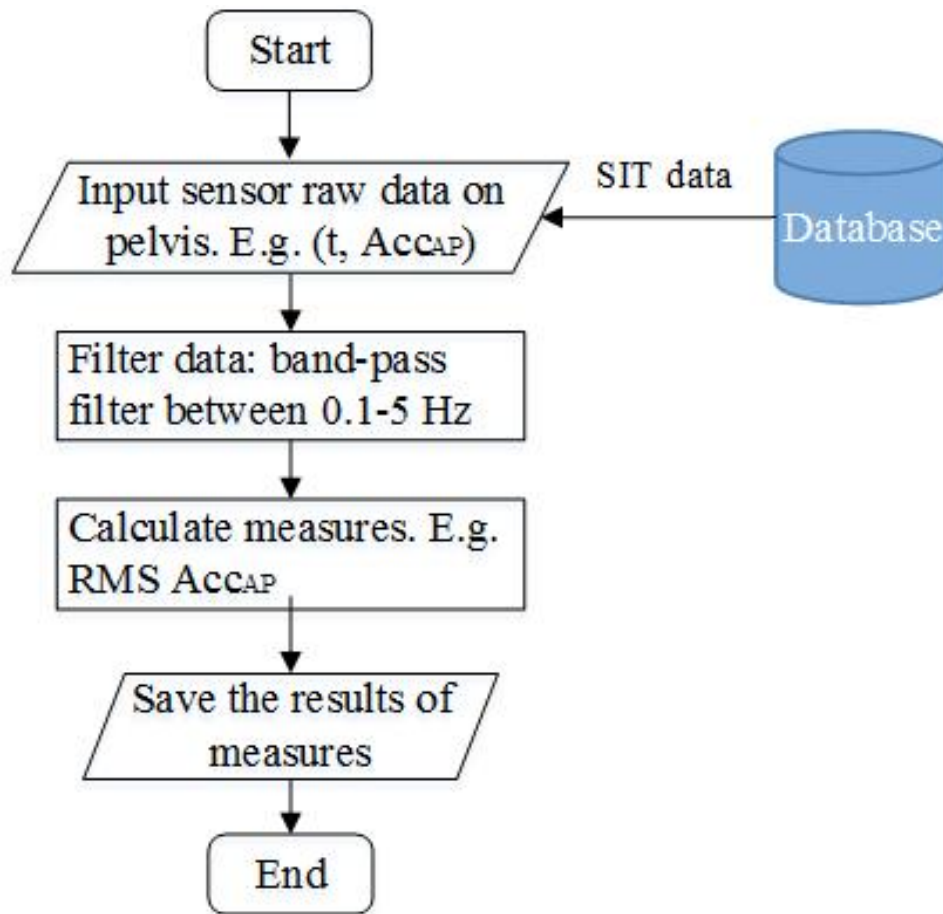 Start
Input sensor raw data on
pelvis. E.g. (t, AccAP)
SIT data
Database
Filter data: band-pass
filter between 0.1-5 Hz
Calculate measures. E.g.
RMS AccAP
Save the results of
measures
End